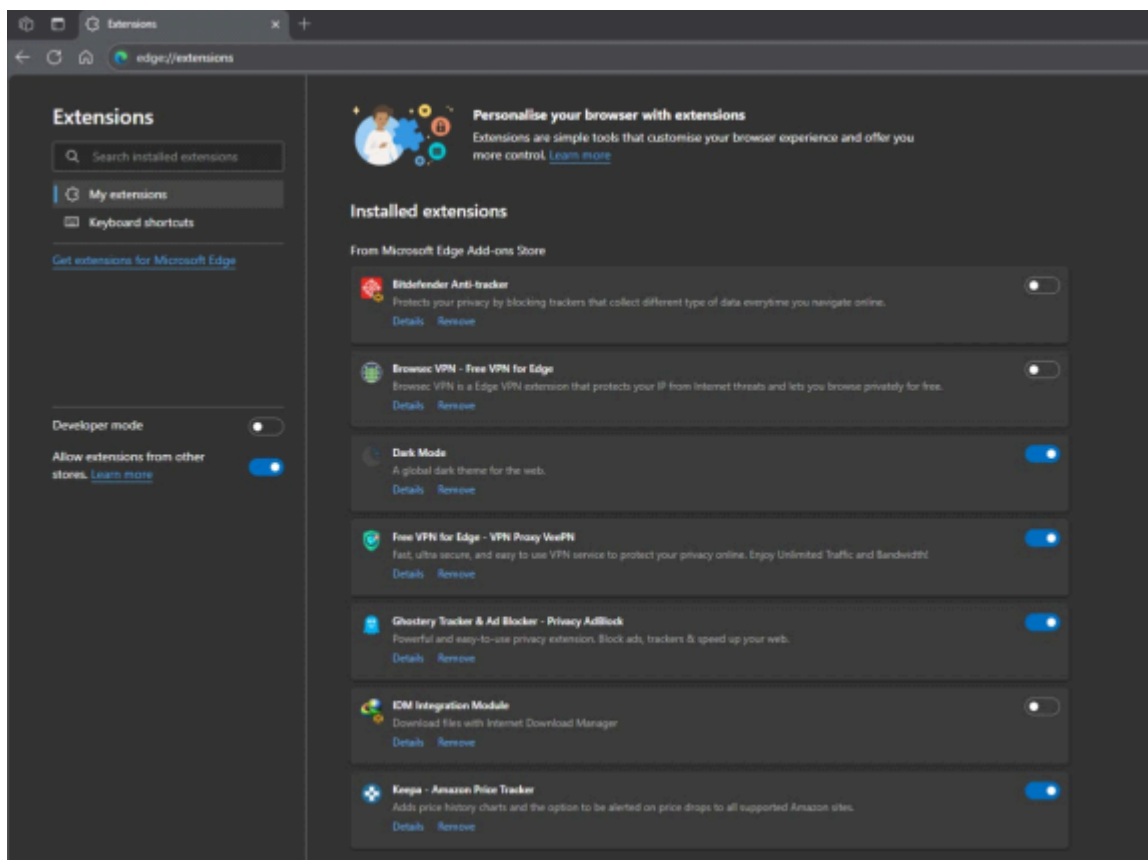 Extensions
edge://extensions
Extensions
Search installed extensions
My extensions
Keyboard shortcuts
Get extensions for Microsoft Edge
Developer mode
Allow extensions from other
stores. Learn more
Personalise your browser with extensions
Extensions are simple tools that customise your browser experience and offer you
more control. Learn more
Installed extensions
From Microsoft Edge Add-ons Store
Bitdefender Anti-tracker
Protects your privacy by blocking trackers that collect different type of data everytime you navigate online.
Details Remove
Browsec VPN - Free VPN for Edge
Browsec VPN is a Edge VPN extension that protects your IP from Internet threats and lets you browse privately for free.
Details Remove
Dark Mode
A global dark theme for the web.
Details Remove
Free VPN for Edge - VPN Proxy VeePN
Fast, ultra secure, and easy to use VPN service to protect your privacy online. Enjoy Unlimited Traffic and Bandwidth!
Details Remove
Ghostery Tracker & Ad Blocker - Privacy AdBlock
Powerful and easy-to-use privacy extension. Block ads, trackers & speed up your web.
Details Remove
IDM Integration Module
Download files with Internet Download Manager
Details Remove
Keepa - Amazon Price Tracker
Adds price history charts and the option to be alerted on price drops to all supported Amazon sites.
Details Remove